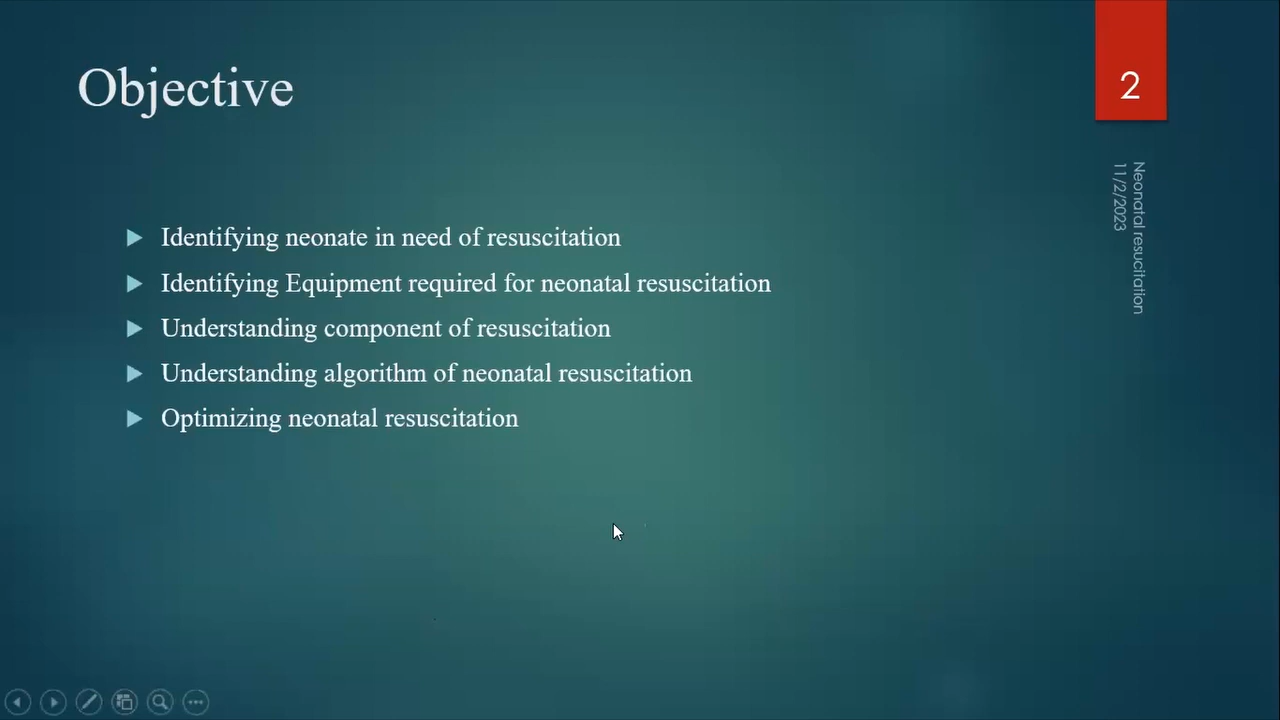 Objective
2
Neonatal resucitation
11/2/2023
Identifying neonate in need of resuscitation
Identifying Equipment required for neonatal resuscitation
Understanding component of resuscitation
Understanding algorithm of neonatal resuscitation
Optimizing neonatal resuscitation